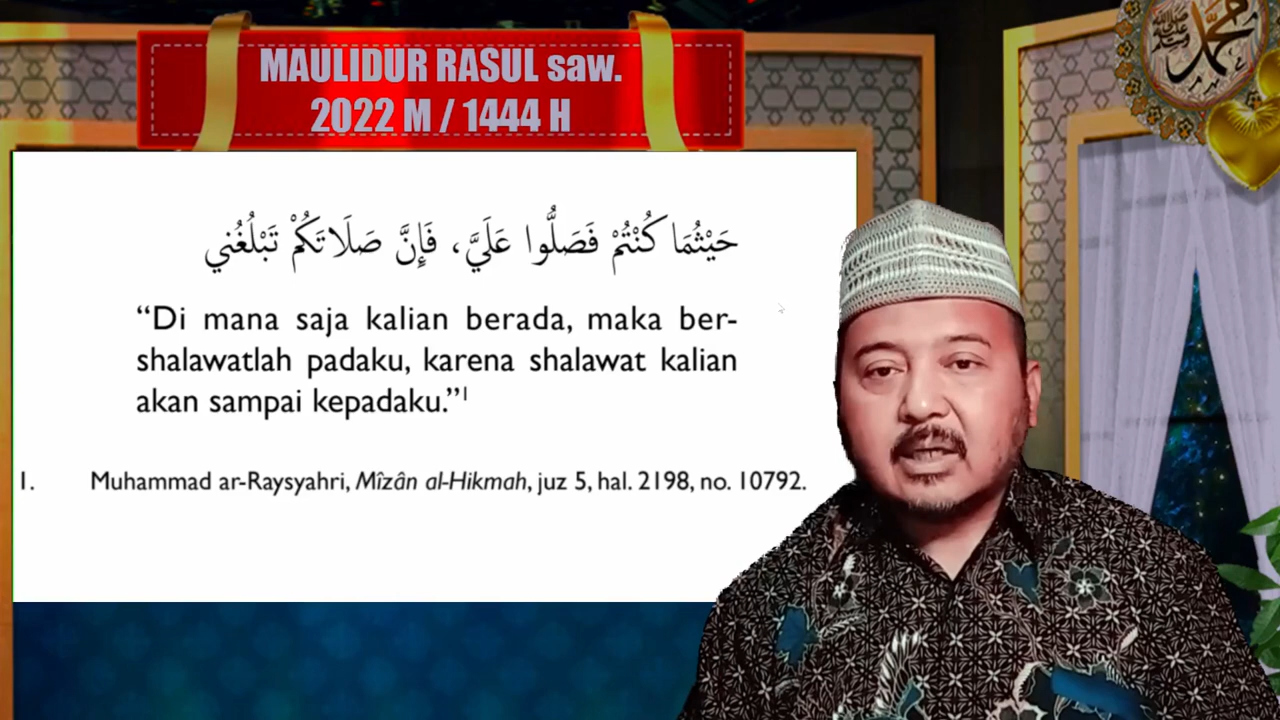 MAULIDUR RASUL saw.
2022 M / 1444 H
حَيْثُمَا كُنْتُمْ فَصَلُّوا عَلَيَّ، فَإِنَّ صَلَاتَكُمْ تَبْلُغُنِي
“Di mana saja kalian berada, maka ber-
shalawatlah padaku, karena shalawat kalian
akan sampai kepadaku.”1
1. Muhammad ar-Raysyahri, Mîzân al-Hikmah, juz 5, hal. 2198, no. 10792.
محمد